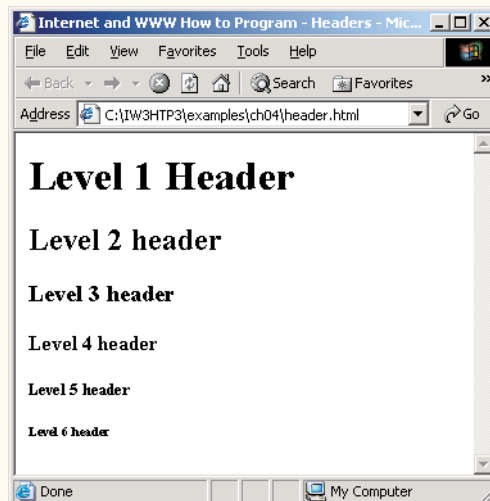 Internet and WWW How to Program - Headers - Mic...
File Edit View Favorites Tools Help
Back Search Favorites »
Address C:\IW3HTP3\examples\ch04\header.html Go
Level 1 Header
Level 2 header
Level 3 header
Level 4 header
Level 5 header
Level 6 header
Done My Computer